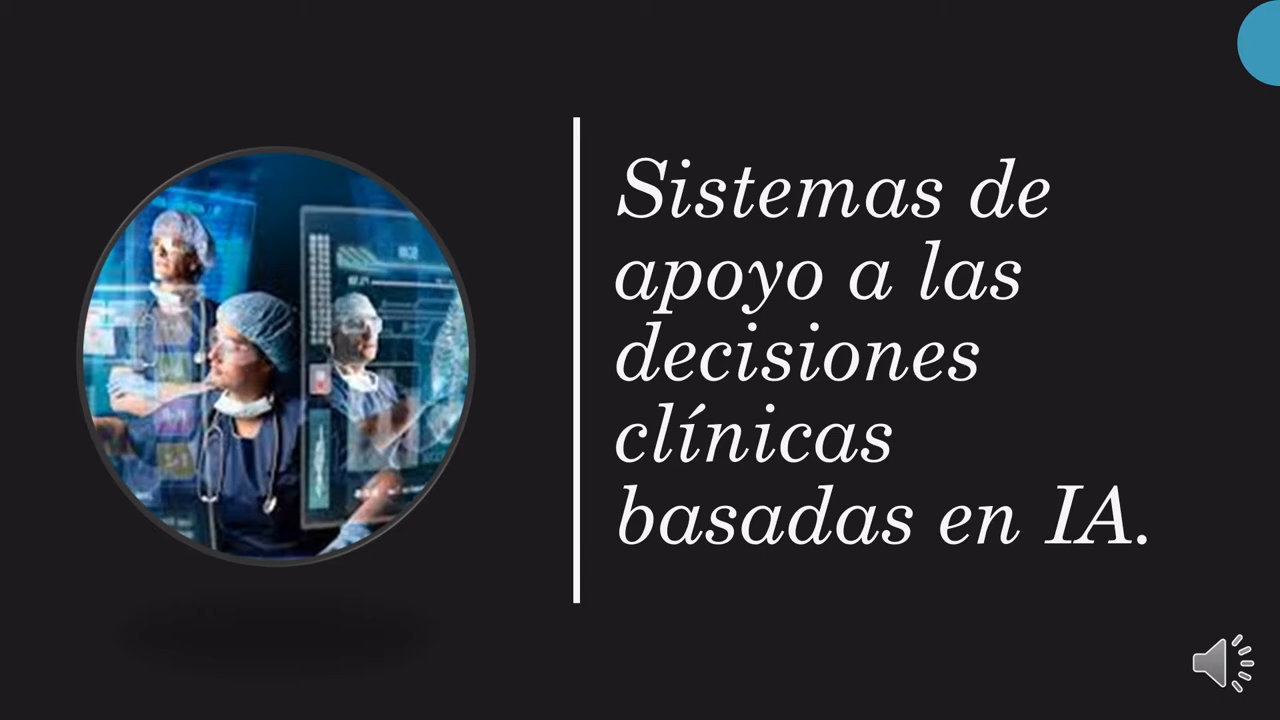 Sistemas de
apoyo a las
decisiones
clínicas
basadas en IA.